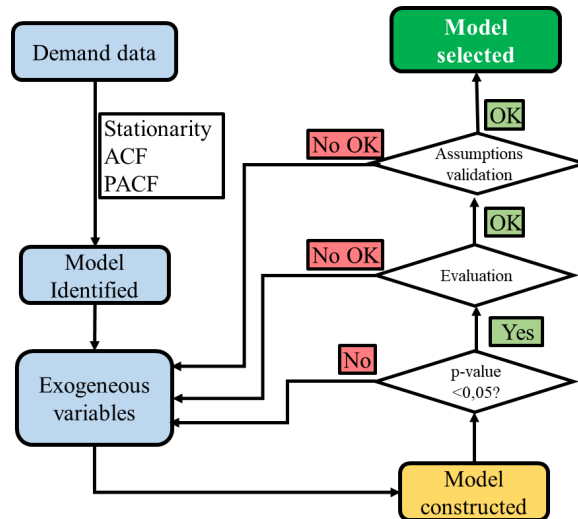 Demand data
Model
selected
Stationarity
ACF
PACF
OK
No OK
Assumptions
validation
OK
No OK
Model
Identified
Evaluation
Yes
No
Exogeneous
variables
p-value
<0,05?
Model
constructed